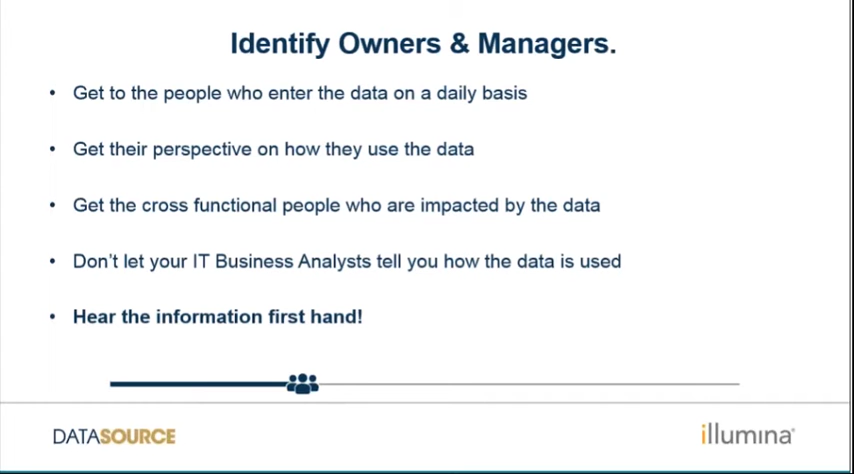 Identify Owners & Managers.
• Get to the people who enter the data on a daily basis
• Get their perspective on how they use the data
• Get the cross functional people who are impacted by the data
• Don't let your IT Business Analysts tell you how the data is used
• Hear the information first hand!
DATASOURCE
illumina®